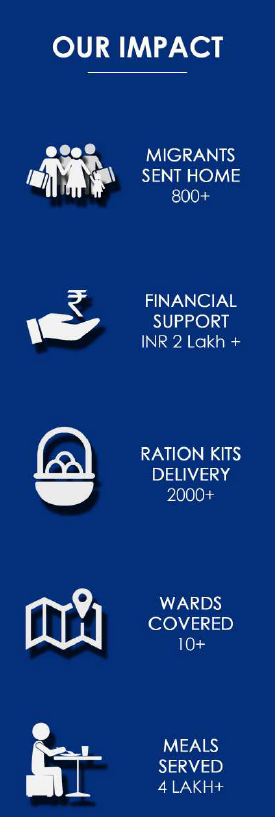 OUR IMPACT
MIGRANTS
SENT HOME
800+
₹
FINANCIAL
SUPPORT
INR 2 Lakh +
RATION KITS
DELIVERY
2000+
WARDS
COVERED
10+
MEALS
SERVED
4 LAKH+